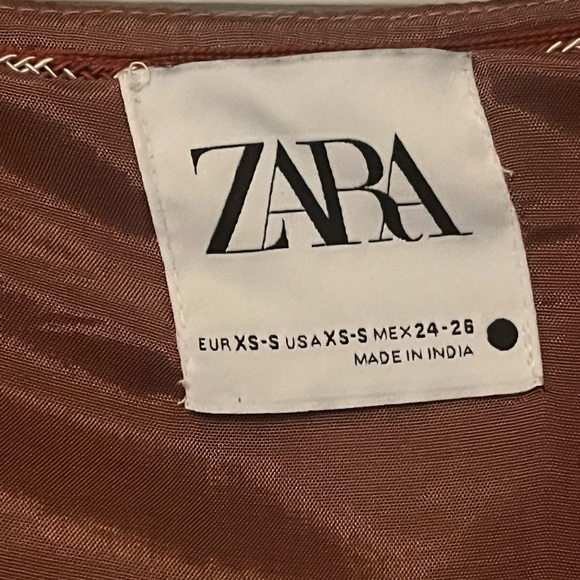 ZARA
EUR XS-S USA XS-S MEX 24-26
MADE IN INDIA